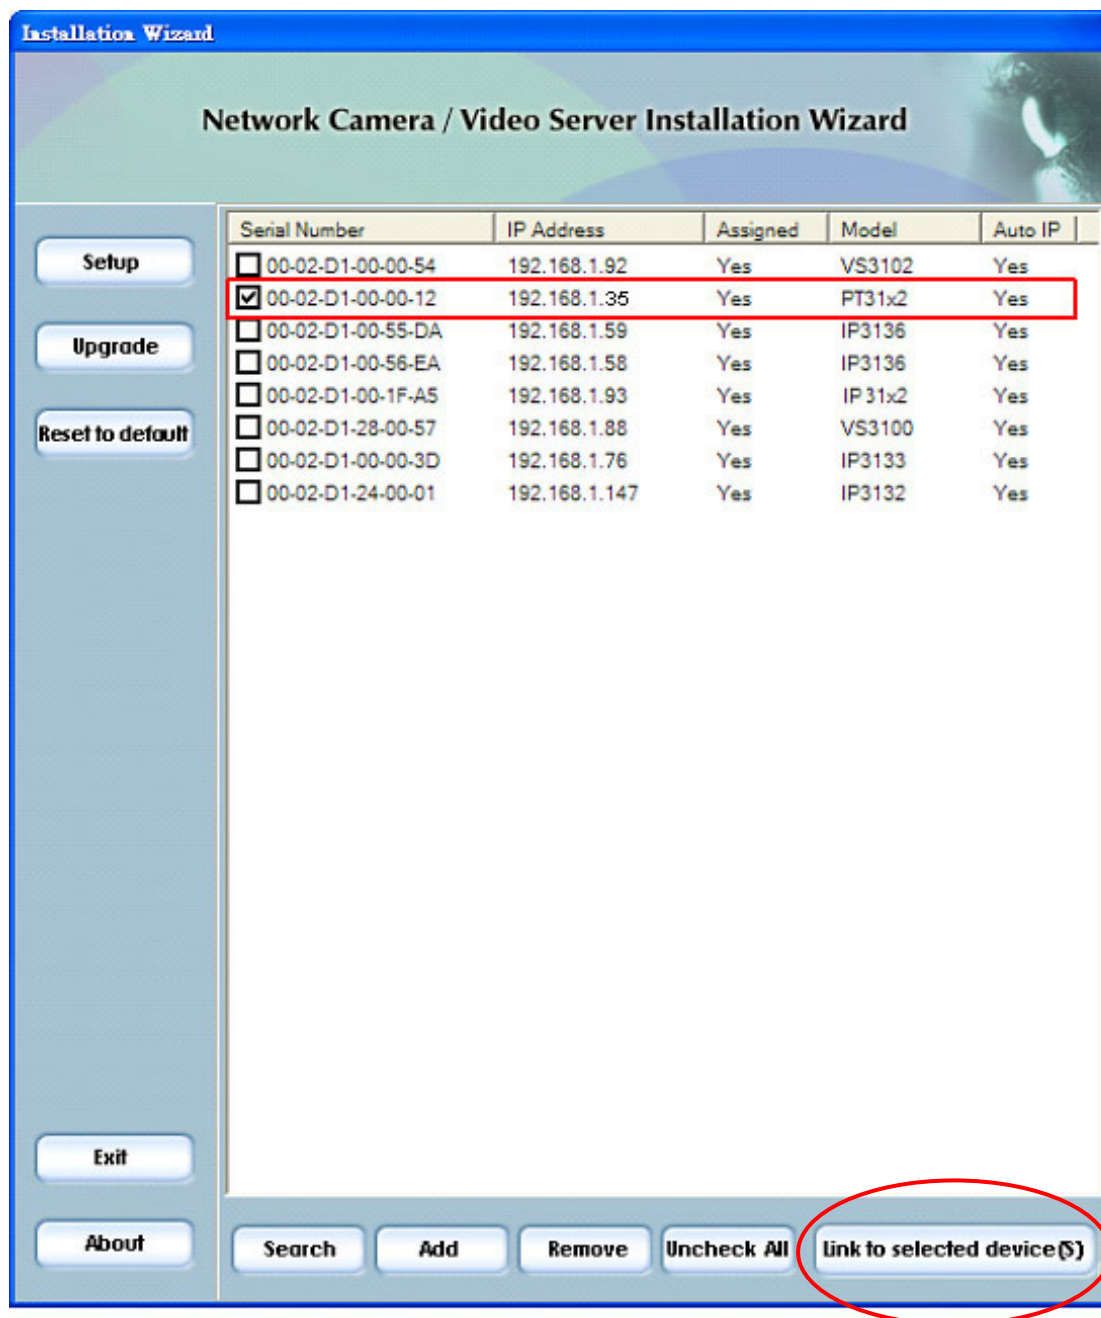 Installation Wizard
Network Camera / Video Server Installation Wizard
Serial Number IP Address Assigned Model Auto IP
Setup
00-02-D1-00-00-54 192.168.1.92 Yes VS3102 Yes
00-02-D1-00-00-12 192.168.1.35 Yes PT31x2 Yes
Upgrade
00-02-D1-00-55-DA 192.168.1.59 Yes IP3136 Yes
00-02-D1-00-56-EA 192.168.1.58 Yes IP3136 Yes
00-02-D1-00-1F-A5 192.168.1.93 Yes IP31x2 Yes
Reset to default
00-02-D1-28-00-57 192.168.1.88 Yes VS3100 Yes
00-02-D1-00-00-3D 192.168.1.76 Yes IP3133 Yes
00-02-D1-24-00-01 192.168.1.147 Yes IP3132 Yes
Exit
About
Search Add Remove Uncheck All Link to selected device(S)